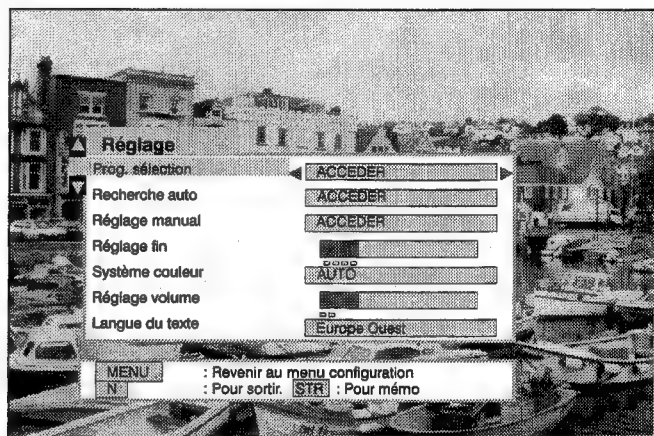 Réglage
Prog. sélection ACCEDER
Recherche auto ACCEDER
Réglage manual ACCEDER
Réglage fin
Système couleur AUTO
Réglage volume
Langue du texte Europe Ouest
MENU : Revenir au menu configuration
N : Pour sortir. STR : Pour mémo